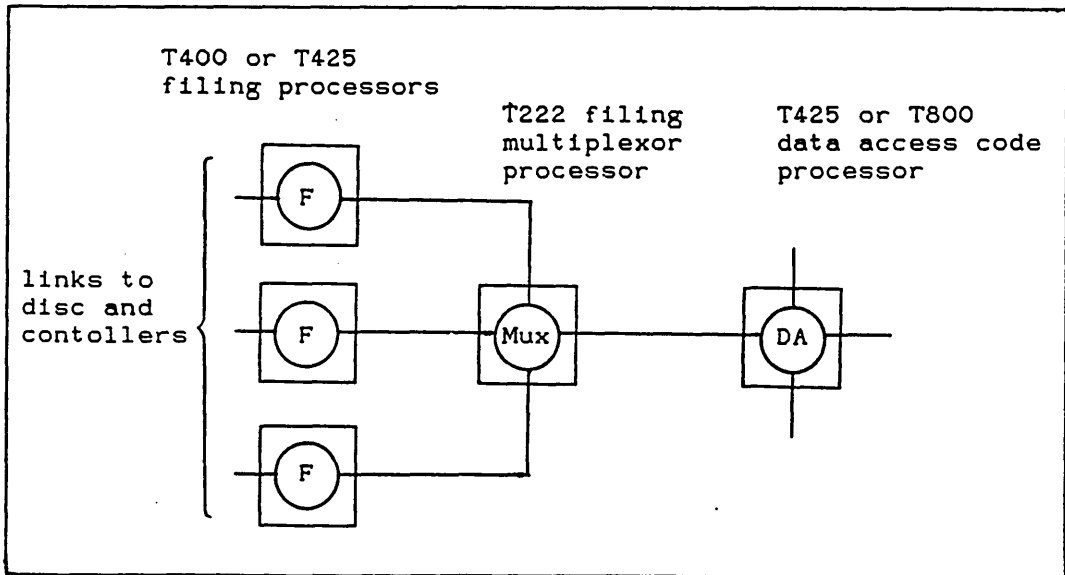 T400 or T425
filing processors
T222 filing
multiplexor
processor
T425 or T800
data access code
processor
links to
disc and
contollers
F
F
F
Mux
DA